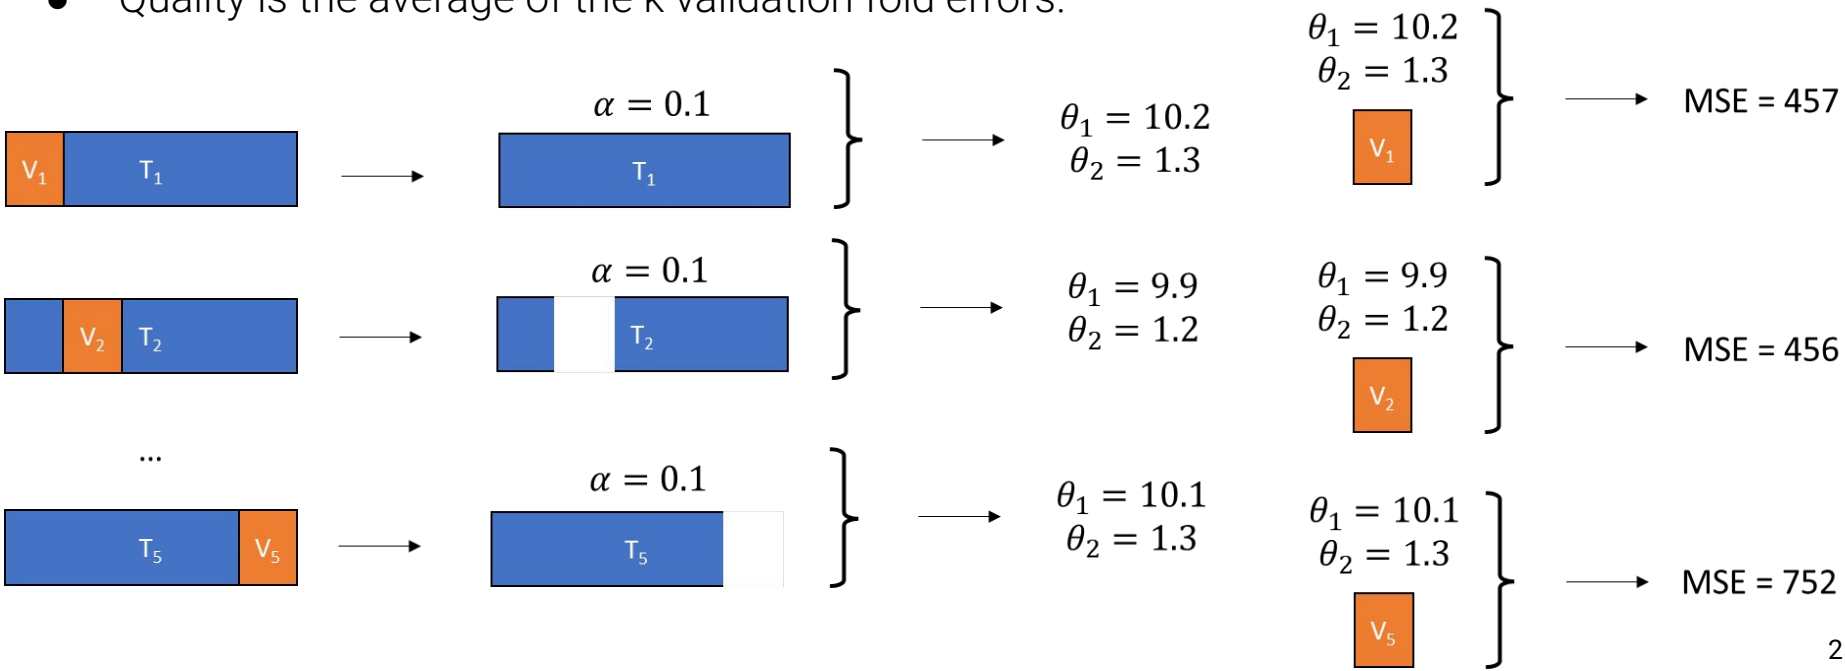 ● Quality is the average of the k validation fold errors.
V₁ T₁
α = 0.1
T₁
θ₁ = 10.2
θ₂ = 1.3
θ₁ = 10.2
θ₂ = 1.3
V₁
MSE = 457
V₂ T₂
α = 0.1
T₂
θ₁ = 9.9
θ₂ = 1.2
θ₁ = 9.9
θ₂ = 1.2
V₂
MSE = 456
...
T₅ V₅
α = 0.1
T₅
θ₁ = 10.1
θ₂ = 1.3
θ₁ = 10.1
θ₂ = 1.3
V₅
MSE = 752
2